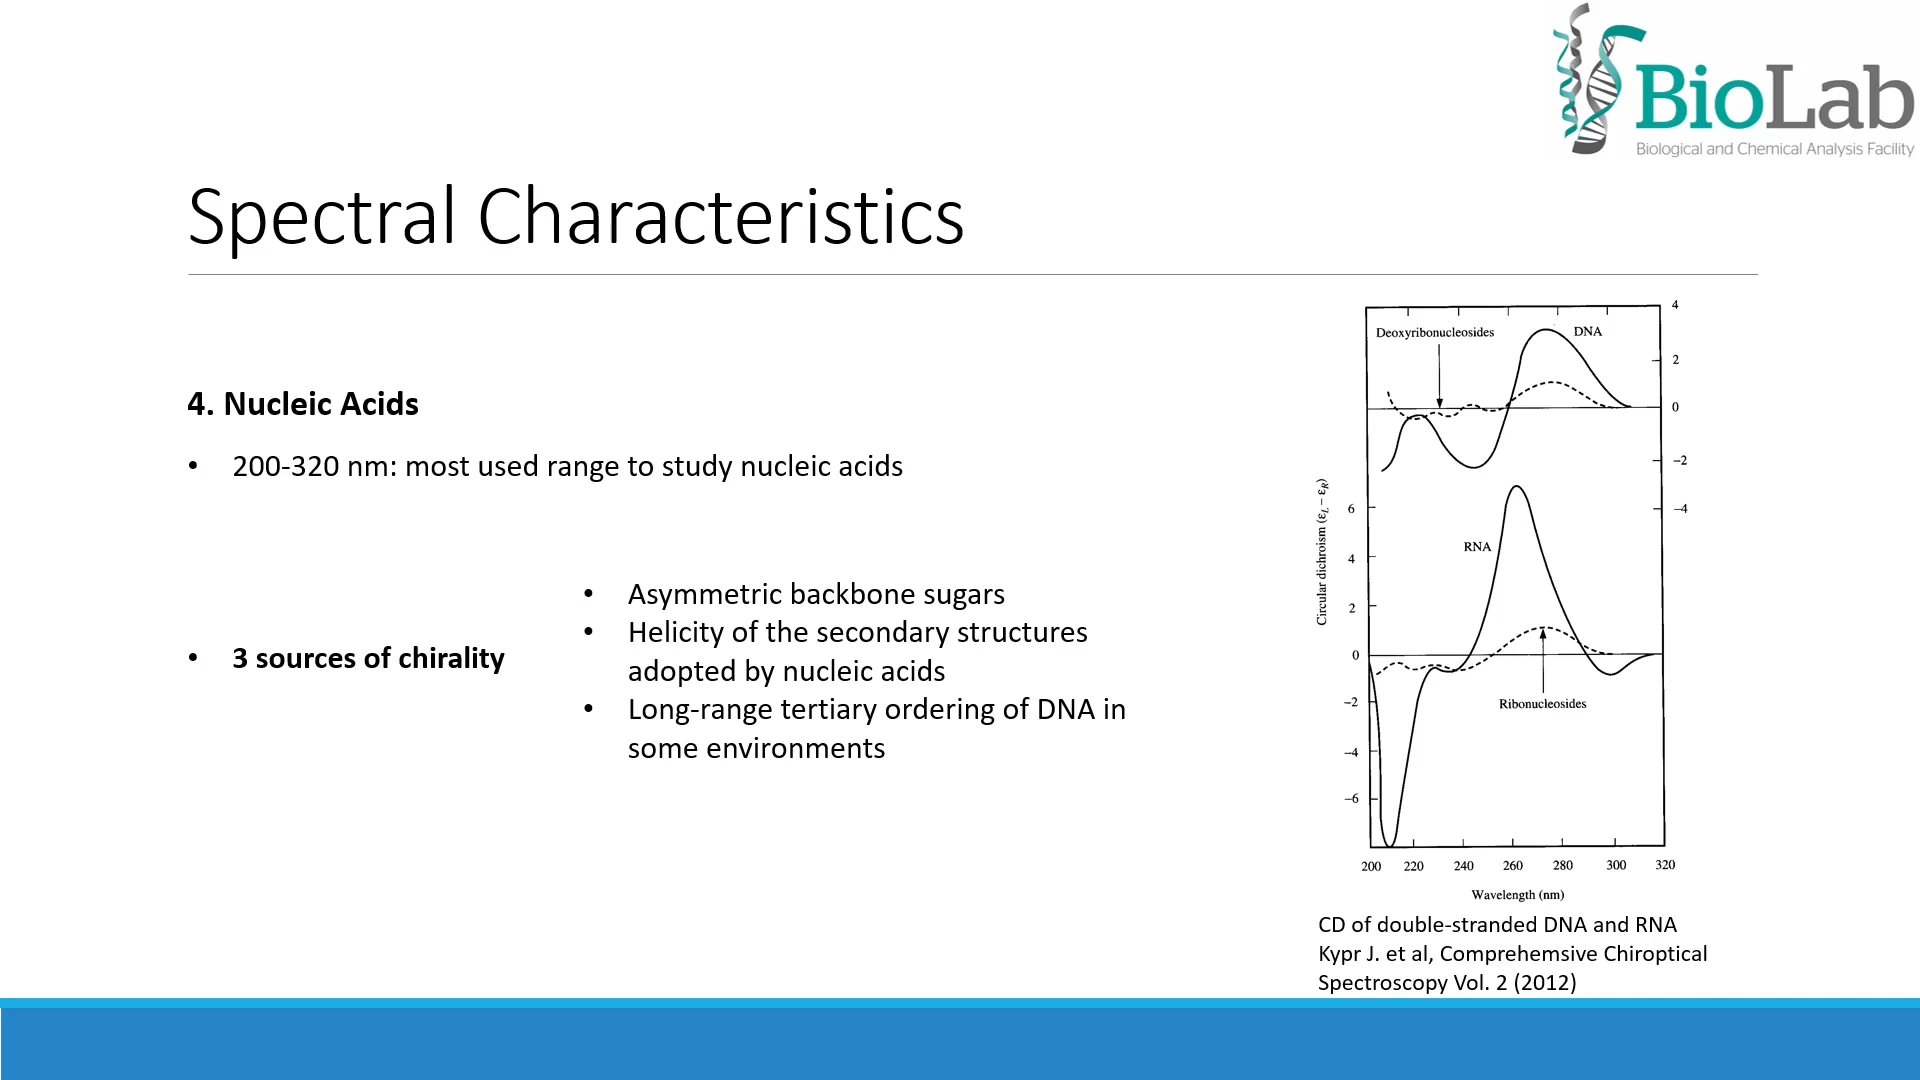 BioLab
Biological and Chemical Analysis Facility
Spectral Characteristics
4. Nucleic Acids
• 200-320 nm: most used range to study nucleic acids
• 3 sources of chirality
• Asymmetric backbone sugars
• Helicity of the secondary structures
adopted by nucleic acids
• Long-range tertiary ordering of DNA in
some environments
4
Deoxyribonucleosides
DNA
2
0
−2
−4
Circular dichroism (εL − εR)
6
RNA
4
2
0
−2
Ribonucleosides
−4
−6
200 220 240 260 280 300 320
Wavelength (nm)
CD of double-stranded DNA and RNA
Kypr J. et al, Comprehemsive Chiroptical
Spectroscopy Vol. 2 (2012)